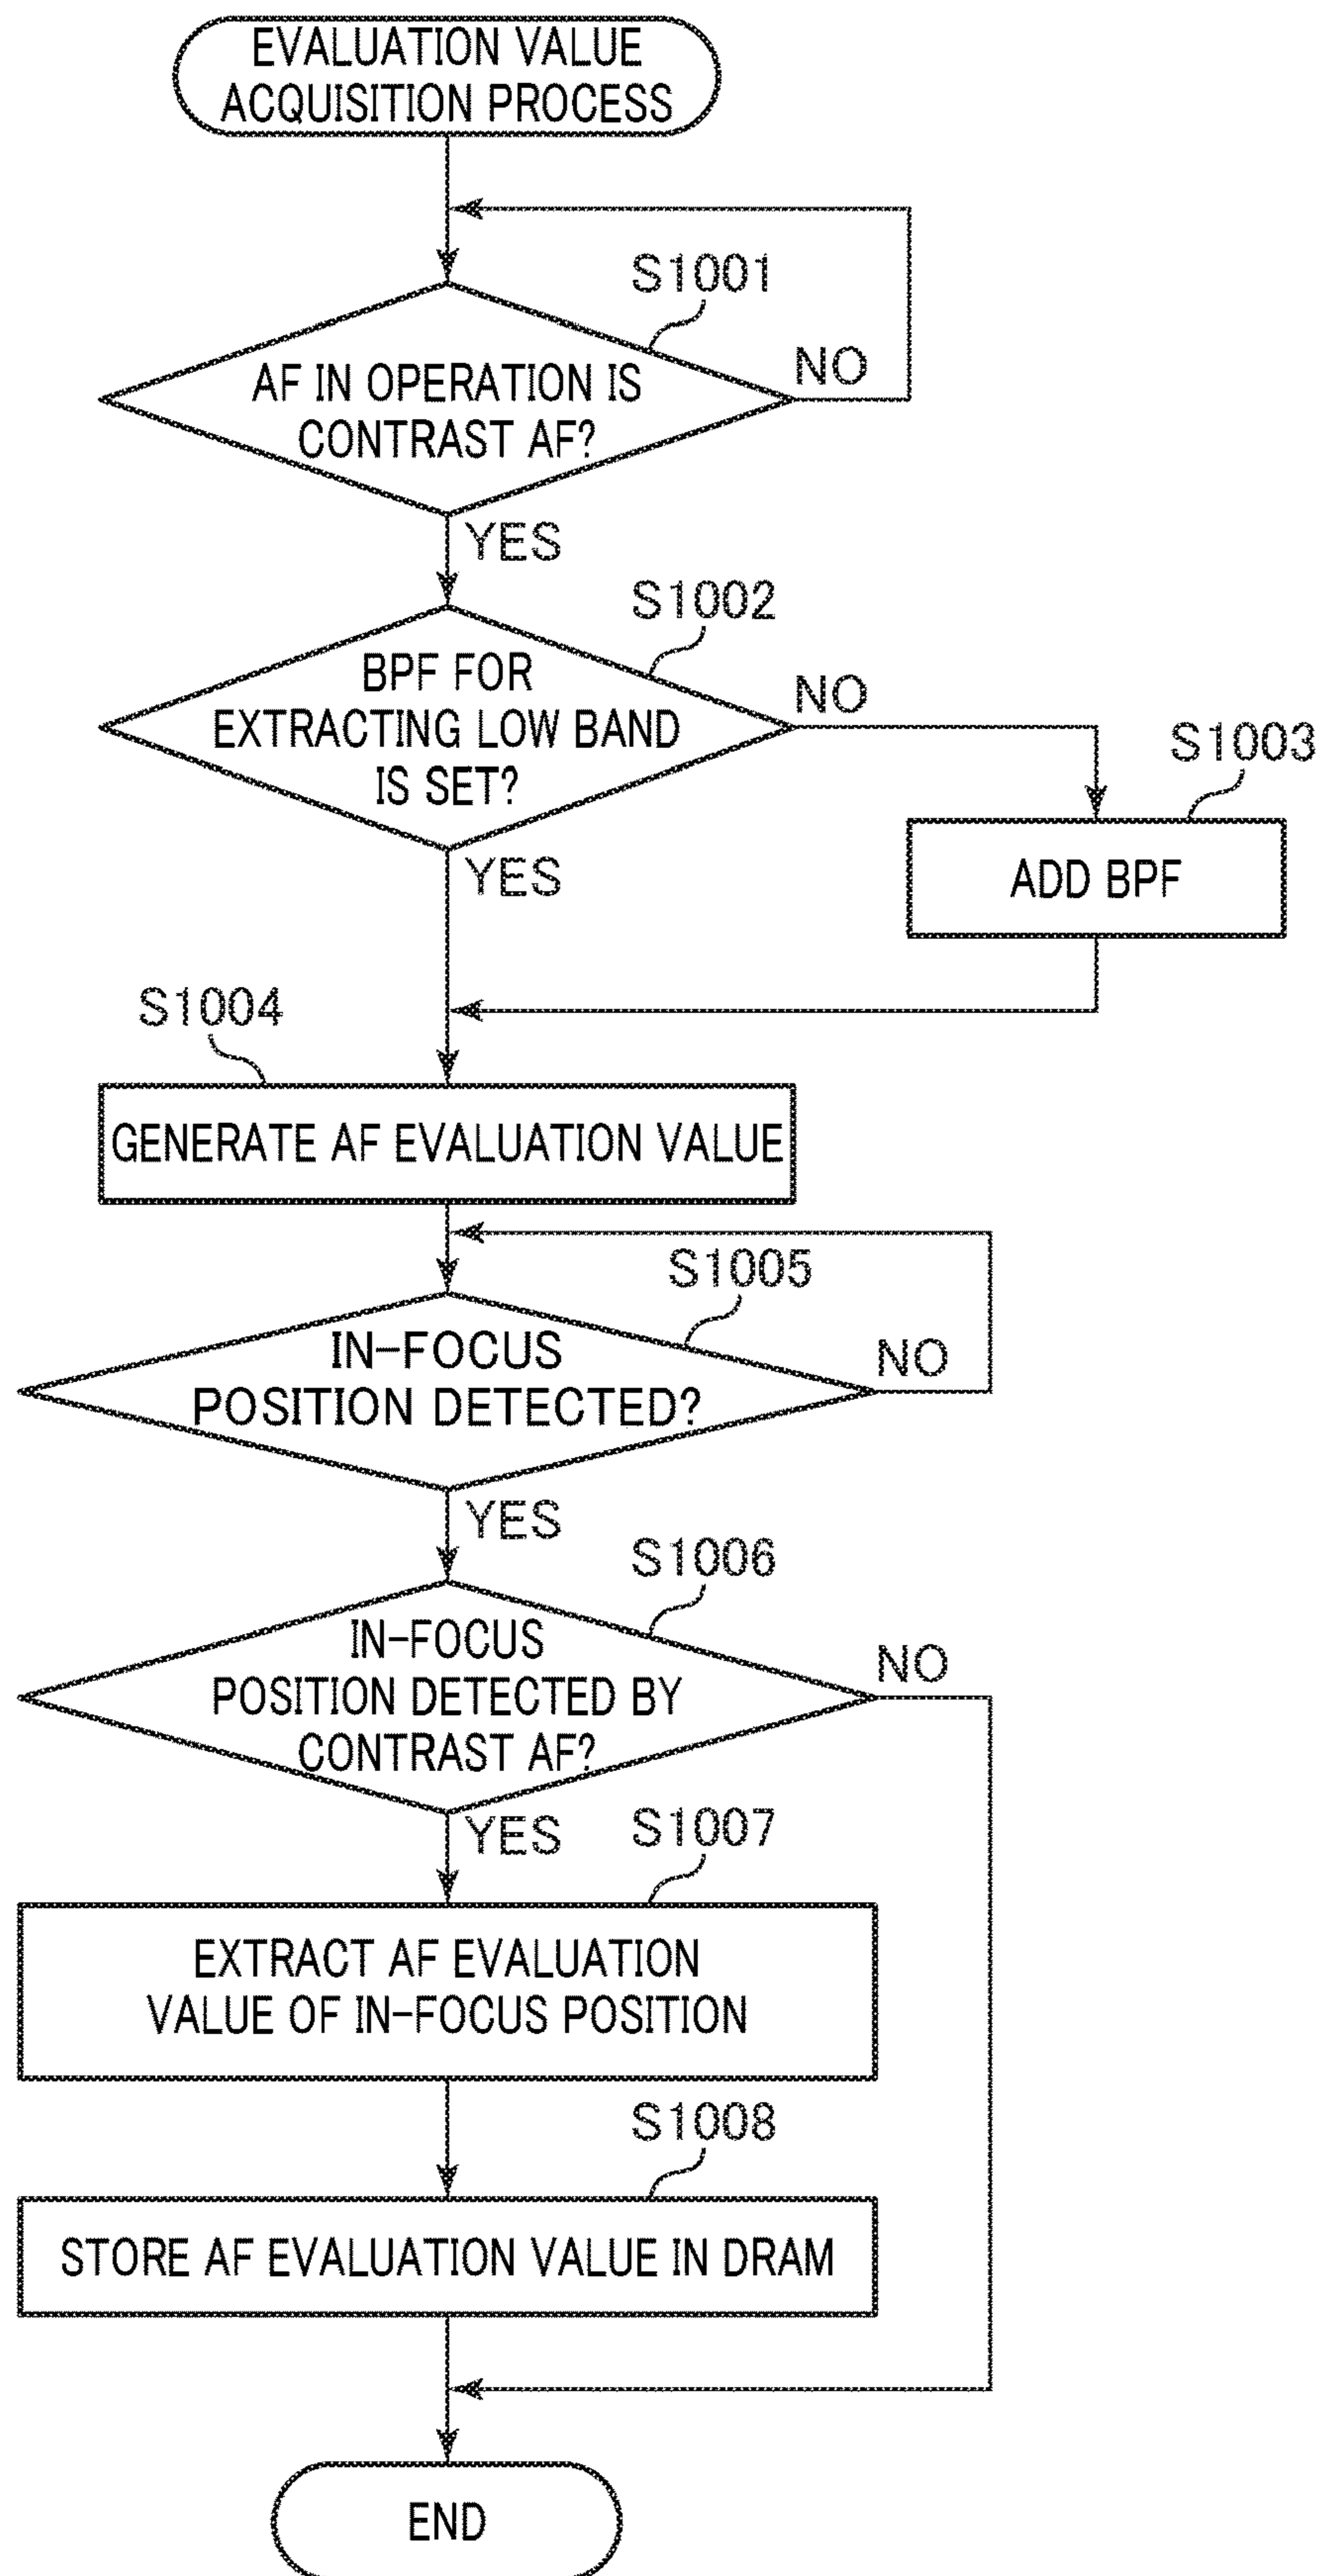 EVALUATION VALUE
ACQUISITION PROCESS
S1001
AF IN OPERATION IS
CONTRAST AF?
NO
YES
S1002
BPF FOR
EXTRACTING LOW BAND
IS SET?
NO
YES
S1003
ADD BPF
S1004
GENERATE AF EVALUATION VALUE
S1005
IN-FOCUS
POSITION DETECTED?
NO
YES
S1006
IN-FOCUS
POSITION DETECTED BY
CONTRAST AF?
NO
YES
S1007
EXTRACT AF EVALUATION
VALUE OF IN-FOCUS POSITION
S1008
STORE AF EVALUATION VALUE IN DRAM
END